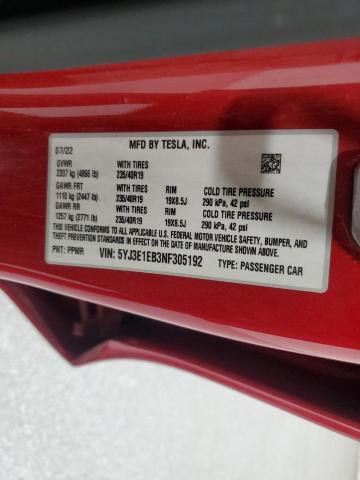 MFD BY TESLA, INC.
07/22
GVWR WITH TIRES
2207 kg (4866 lb) 235/40R19
GAWR FRT WITH TIRES RIM COLD TIRE PRESSURE
1110 kg (2447 lb) 235/40R19 19X8.5J 290 kPa, 42 psi
GAWR RR WITH TIRES RIM COLD TIRE PRESSURE
1257 kg (2771 lb) 235/40R19 19X8.5J 290 kPa, 42 psi
THIS VEHICLE CONFORMS TO ALL APPLICABLE
FEDERAL MOTOR VEHICLE SAFETY, BUMPER, AND
THEFT PREVENTION STANDARDS IN EFFECT ON THE DATE OF
MANUFACTURE SHOWN ABOVE.
PNT: PPMR VIN: 5YJ3E1EB3NF305192 TYPE: PASSENGER CAR